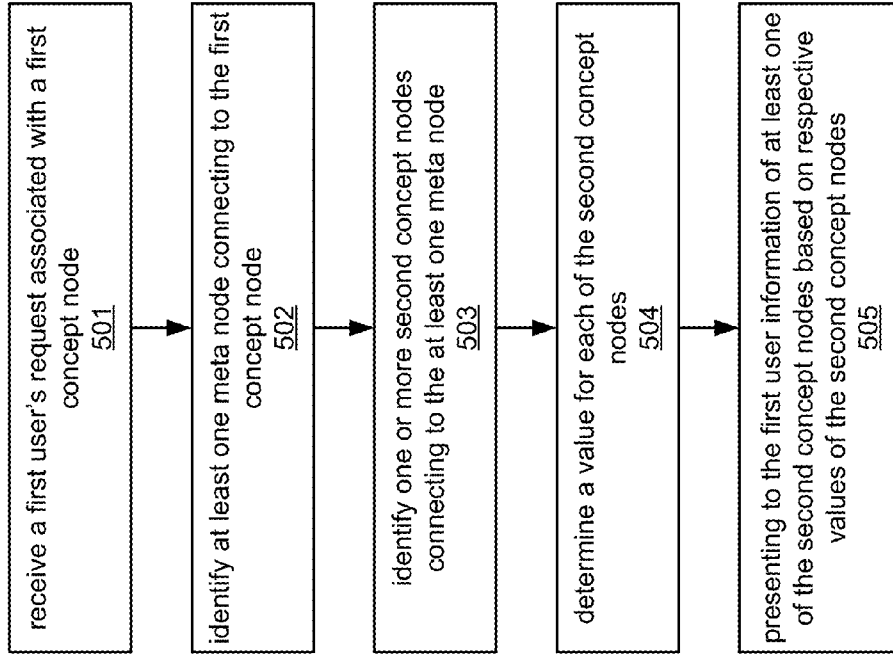 receive a first user's request associated with a first
concept node
501
identify at least one meta node connecting to the first
concept node
502
identify one or more second concept nodes
connecting to the at least one meta node
503
determine a value for each of the second concept
nodes
504
presenting to the first user information of at least one
of the second concept nodes based on respective
values of the second concept nodes
505